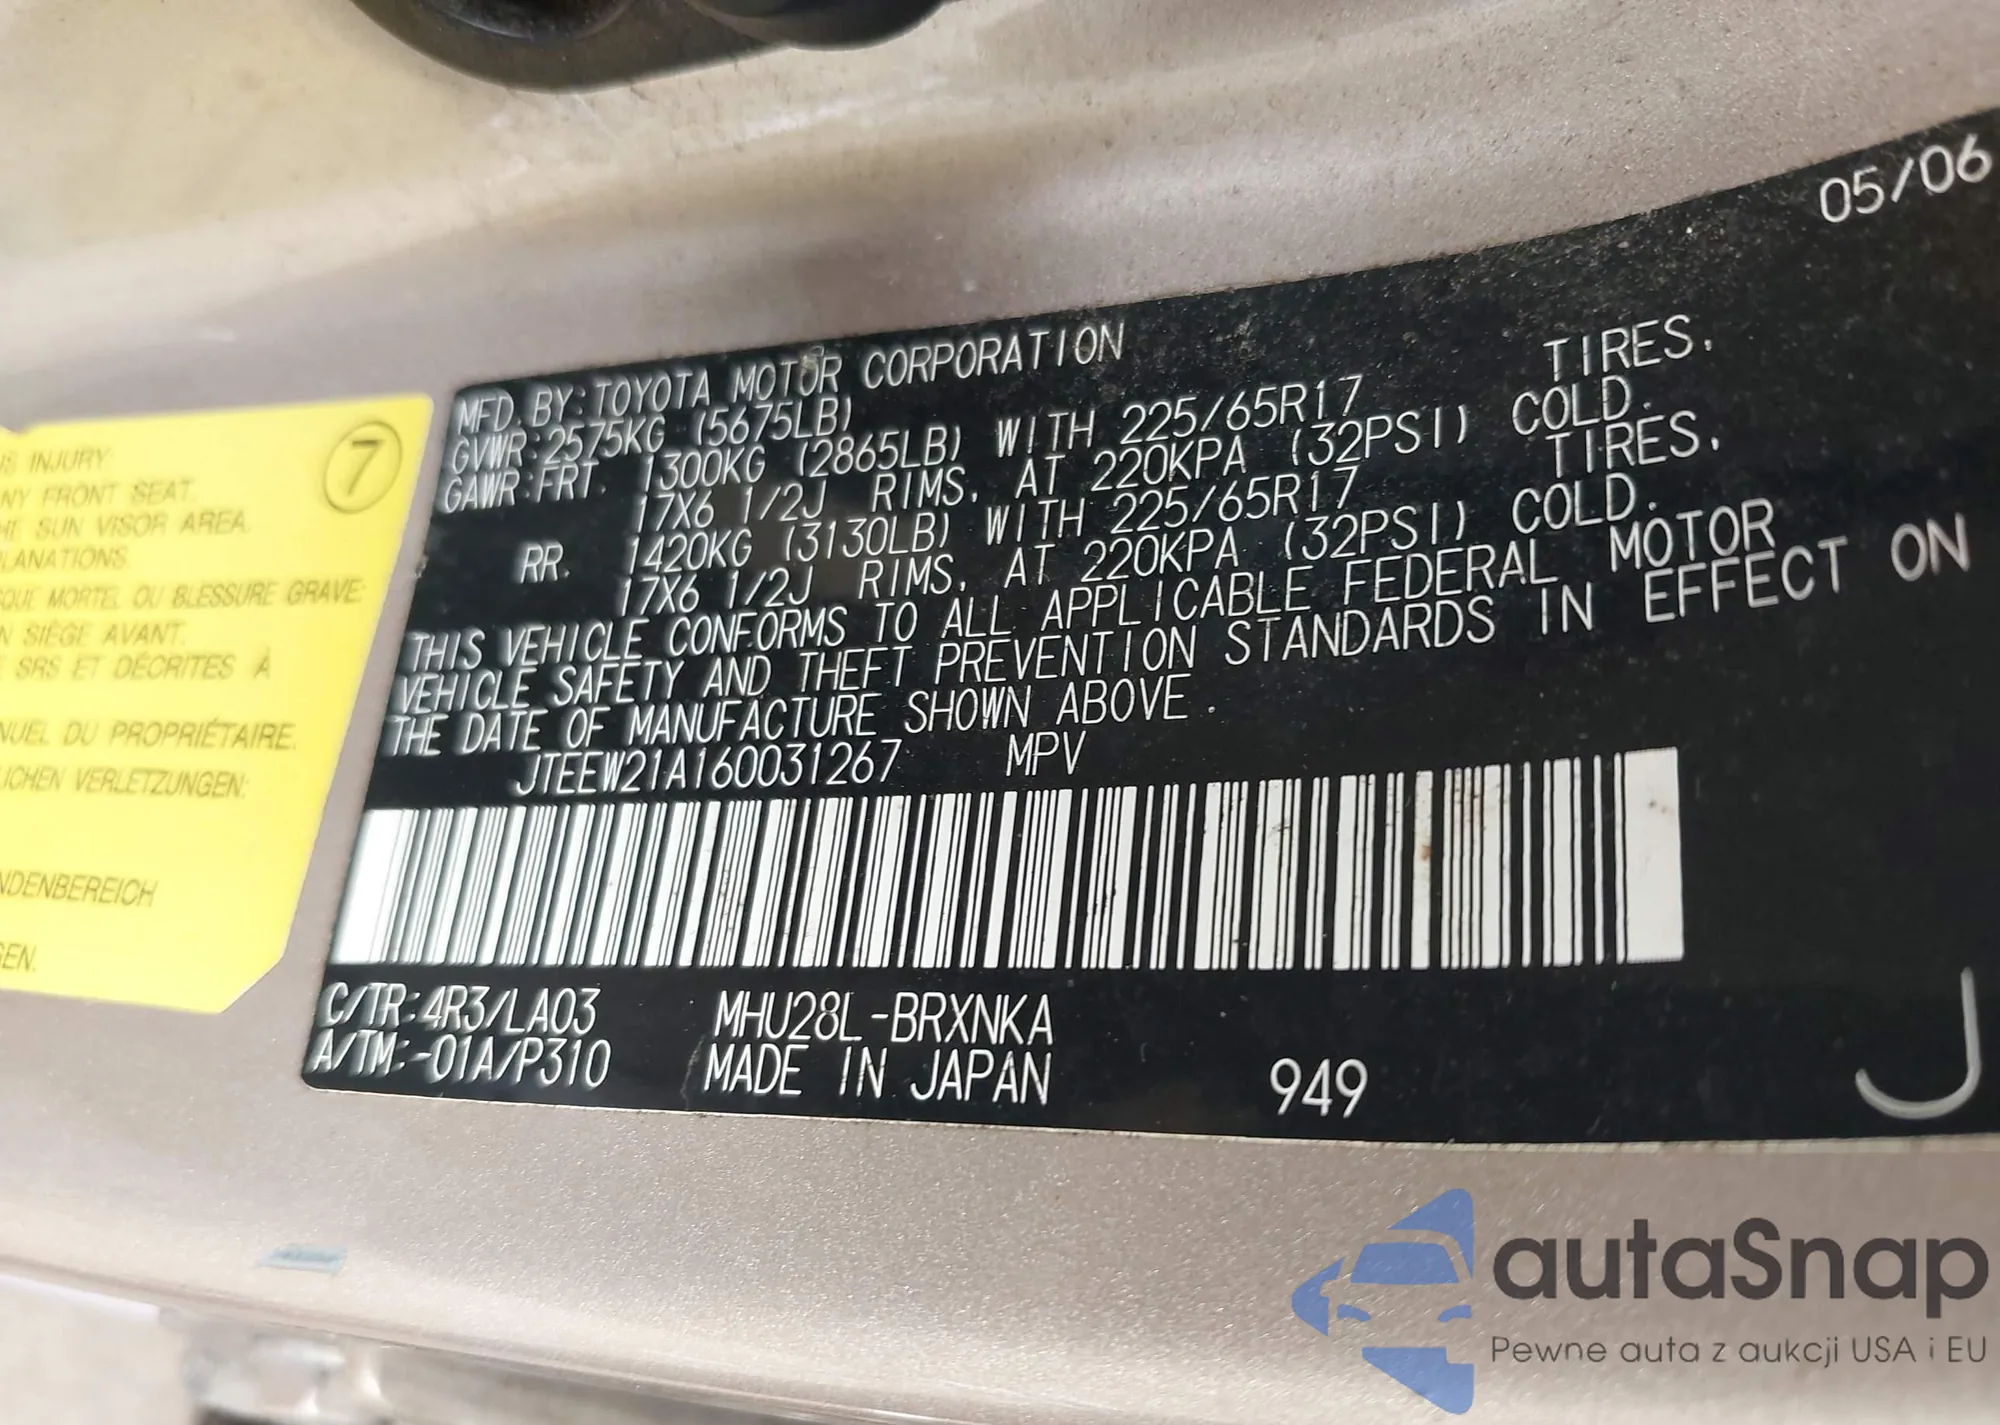 05/06
MFD. BY: TOYOTA MOTOR CORPORATION
GVWR: 2575KG (5675LB)
GAWR: FRT. 1300KG (2865LB) WITH 225/65R17 TIRES,
17X6 1/2J RIMS, AT 220KPA (32PSI) COLD.
RR. 1420KG (3130LB) WITH 225/65R17 TIRES,
17X6 1/2J RIMS, AT 220KPA (32PSI) COLD.
THIS VEHICLE CONFORMS TO ALL APPLICABLE FEDERAL MOTOR
VEHICLE SAFETY AND THEFT PREVENTION STANDARDS IN EFFECT ON
THE DATE OF MANUFACTURE SHOWN ABOVE.
JTEEW21A160031267 MPV
C/TR: 4R3/LA03 MHU28L-BRXNKA
A/TM: -01A/P310 MADE IN JAPAN 949
J
7
INJURY:
FRONT SEAT.
SUN VISOR AREA.
MORTEL OU BLESSURE GRAVE:
SIÈGE AVANT.
SRS ET DÉCRITES À
DU PROPRIÉTAIRE.
VERLETZUNGEN:
autaSnap
Pewne auta z aukcji USA i EU